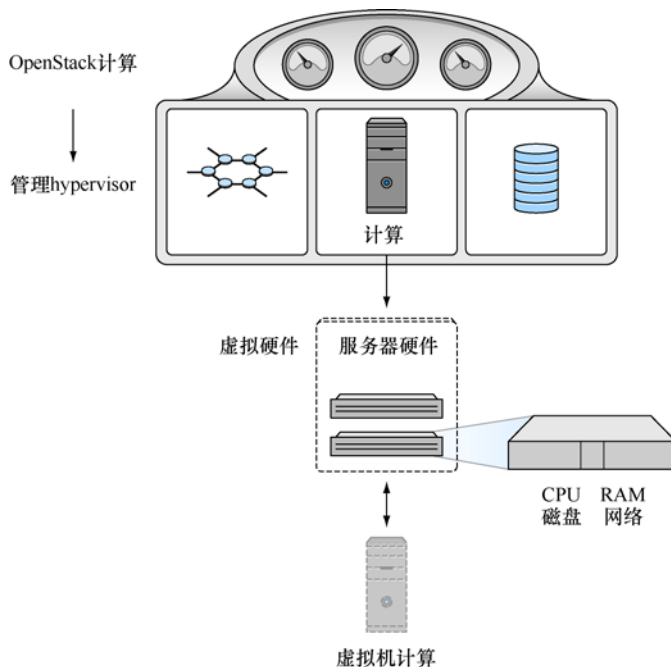 OpenStack计算
管理hypervisor
计算
虚拟硬件
服务器硬件
CPU RAM
磁盘 网络
虚拟机计算